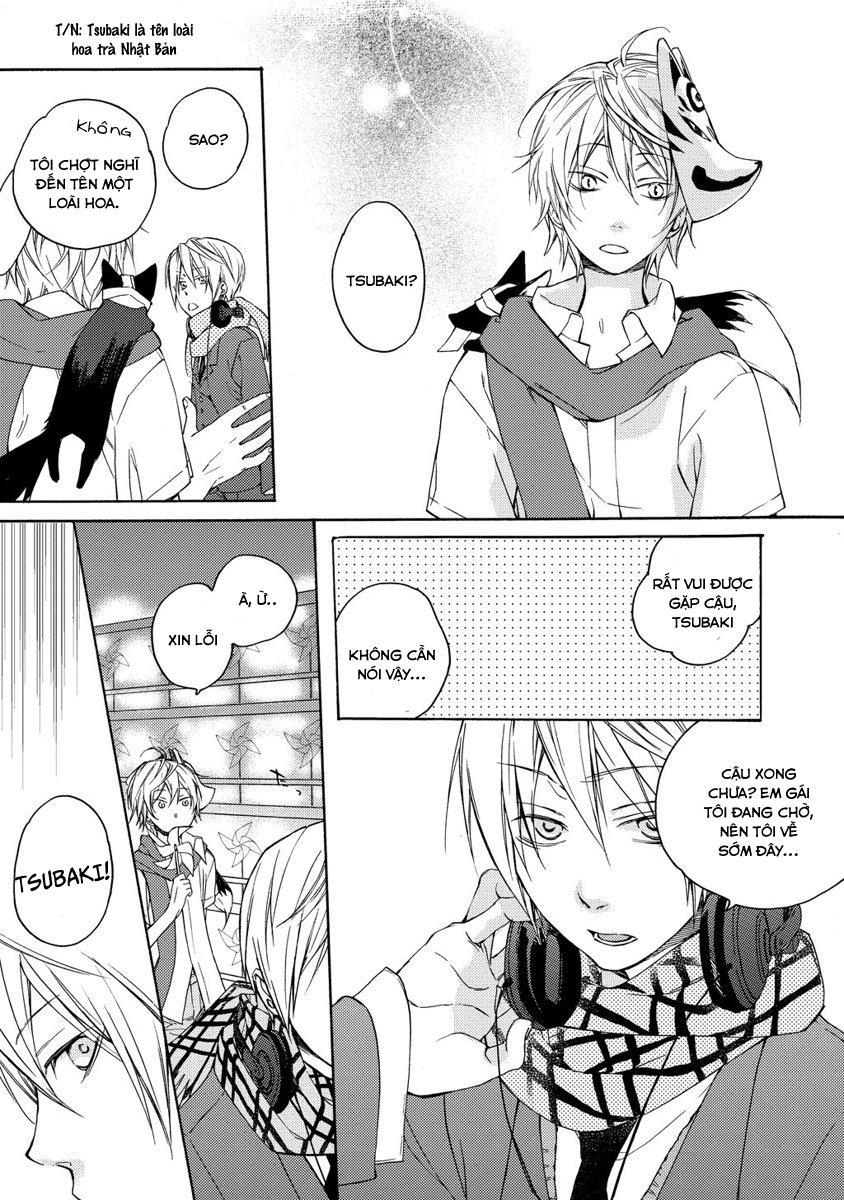 T/N: Tsubaki là tên loài
hoa trà Nhật Bản
TSUBAKI?
SAO?
Không
TÔI CHỢT NGHĨ
ĐẾN TÊN MỘT
LOÀI HOA.
RẤT VUI ĐƯỢC
GẶP CẬU,
TSUBAKI
KHÔNG CẦN
NÓI VẬY...
CẬU XONG
CHƯA? EM GÁI
TÔI ĐANG CHỜ,
NÊN TÔI VỀ
SỚM ĐÂY...
À, Ừ..
XIN LỖI
TSUBAKI!